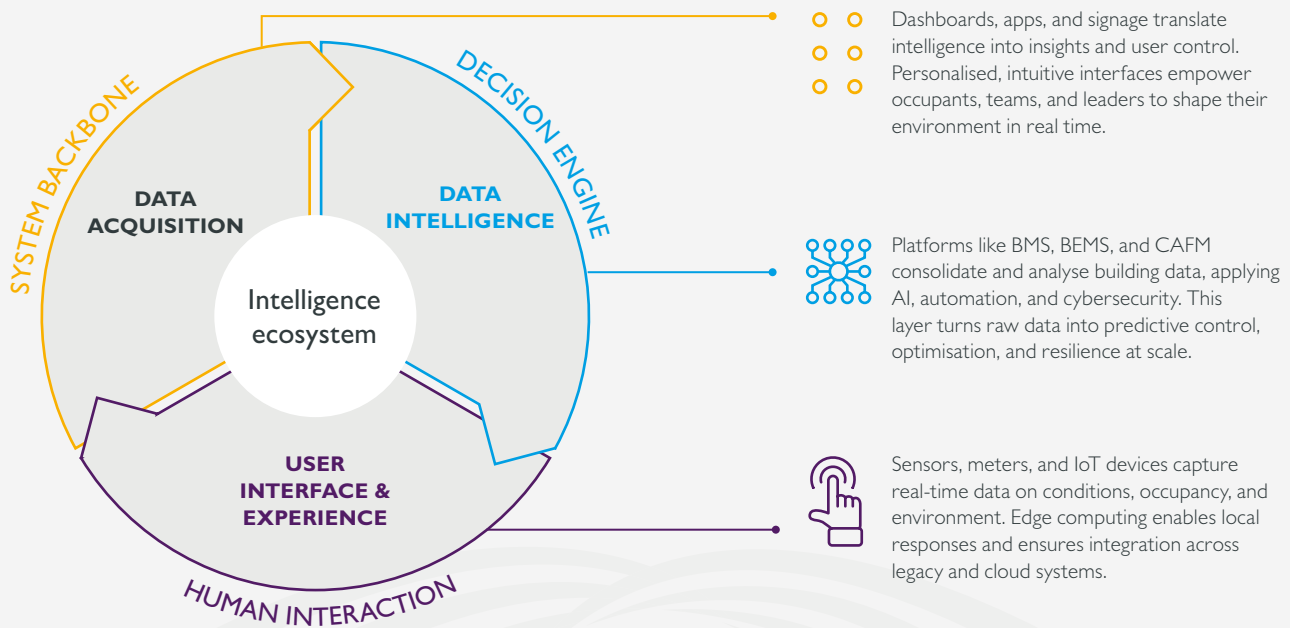 SYSTEM BACKBONE
DATA
ACQUISITION
DECISION ENGINE
DATA
INTELLIGENCE
Intelligence
ecosystem
USER
INTERFACE &
EXPERIENCE
HUMAN INTERACTION
Dashboards, apps, and signage translate
intelligence into insights and user control.
Personalised, intuitive interfaces empower
occupants, teams, and leaders to shape their
environment in real time.
Platforms like BMS, BEMS, and CAFM
consolidate and analyse building data, applying
AI, automation, and cybersecurity. This
layer turns raw data into predictive control,
optimisation, and resilience at scale.
Sensors, meters, and IoT devices capture
real-time data on conditions, occupancy, and
environment. Edge computing enables local
responses and ensures integration across
legacy and cloud systems.